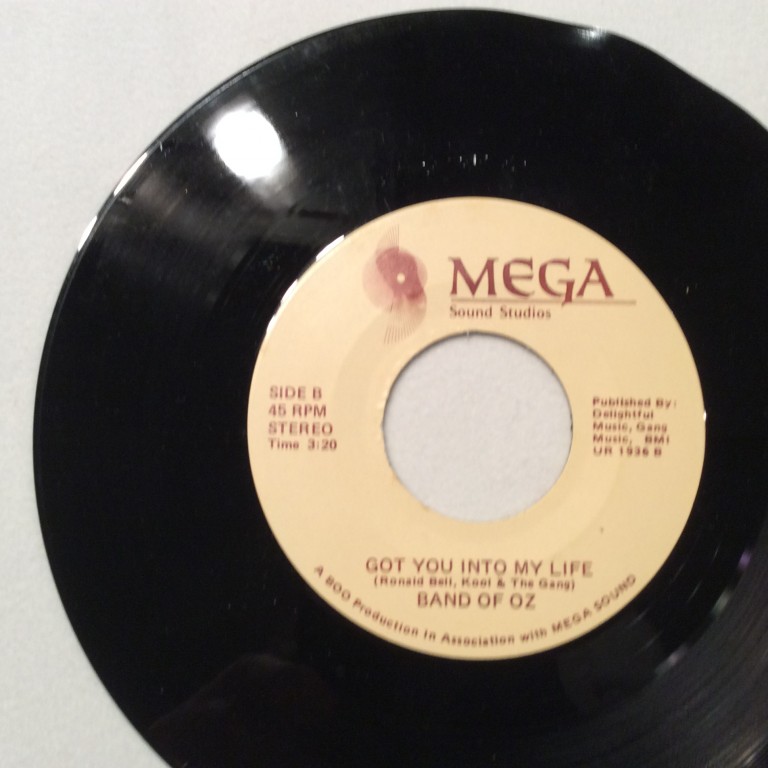 MEGA
Sound Studios
SIDE B
45 RPM
STEREO
Time 3:20
Published By:
Delightful
Music, Gang
Music, BMI
UR 1936 B
GOT YOU INTO MY LIFE
(Ronald Bell, Kool & The Gang)
BAND OF OZ
A BOO Production in Association with MEGA SOUND